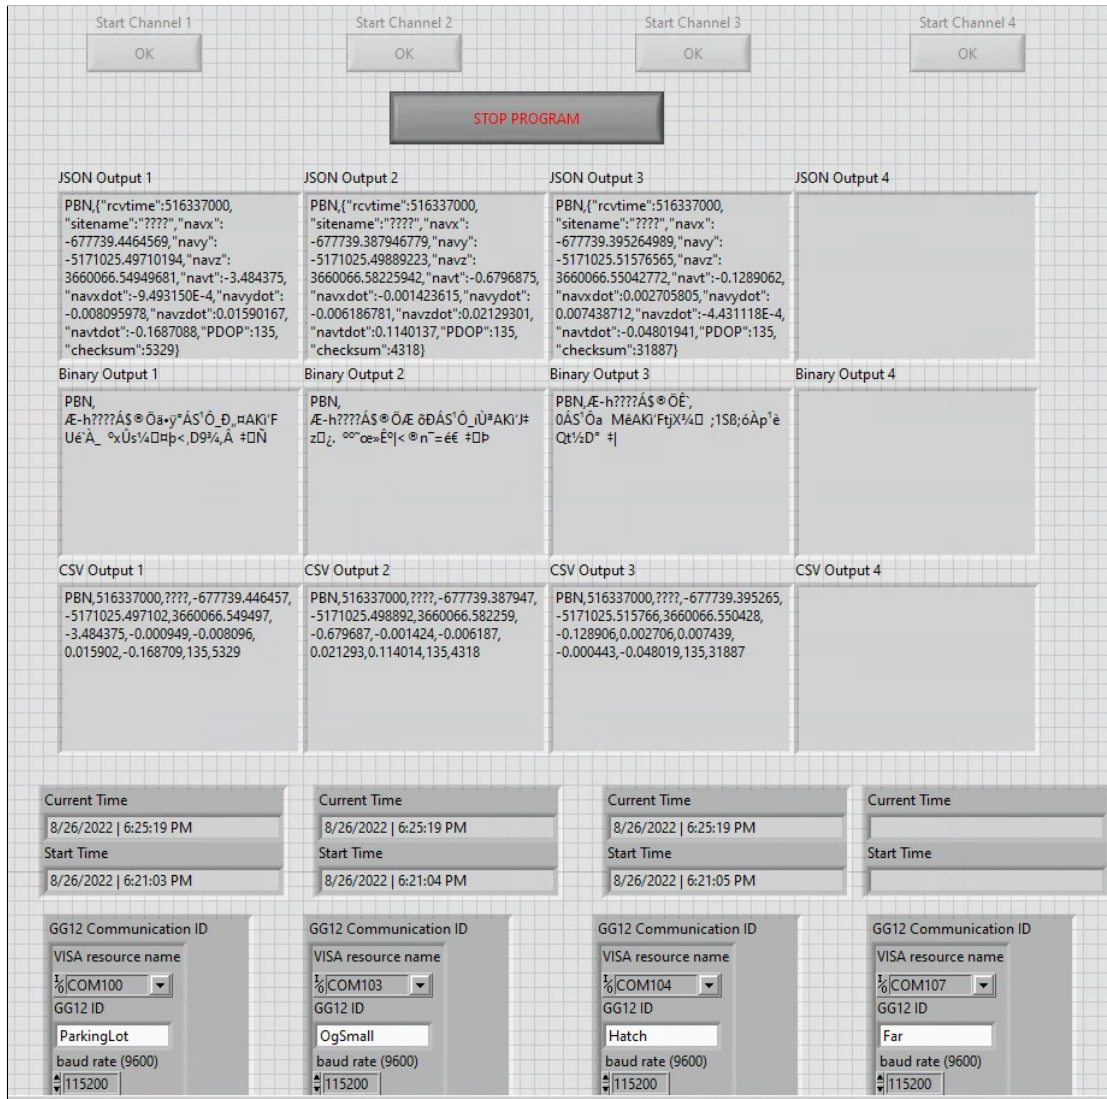 Start Channel 1
Start Channel 2
Start Channel 3
Start Channel 4
OK
OK
OK
OK
STOP PROGRAM
JSON Output 1
PBN,{"rcvtime":516337000,
"sitename":"????","navx":
-677739.4464569,"navy":
-5171025.49710194,"navz":
3660066.54949681,"navt":-3.484375,
"navxdot":-9.493150E-4,"navydot":
-0.008095978,"navzdot":0.01590167,
"navtdot":-0.1687088,"PDOP":135,
"checksum":5329}
JSON Output 2
PBN,{"rcvtime":516337000,
"sitename":"????","navx":
-677739.387946779,"navy":
-5171025.49889223,"navz":
3660066.58225942,"navt":-0.6796875,
"navxdot":-0.001423615,"navydot":
-0.006186781,"navzdot":0.02129301,
"navtdot":0.1140137,"PDOP":135,
"checksum":4318}
JSON Output 3
PBN,{"rcvtime":516337000,
"sitename":"????","navx":
-677739.395264989,"navy":
-5171025.51576565,"navz":
3660066.55042772,"navt":-0.1289062,
"navxdot":0.002705805,"navydot":
0.007438712,"navzdot":-4.431118E-4,
"navtdot":-0.04801941,"PDOP":135,
"checksum":31887}
JSON Output 4
Binary Output 1
PBN,
Binary Output 2
PBN,
Binary Output 3
Binary Output 4
CSV Output 1
PBN,516337000,????,-677739.446457,
-5171025.497102,3660066.549497,
-3.484375,-0.000949,-0.008096,
0.015902,-0.168709,135,5329
CSV Output 2
PBN,516337000,????,-677739.387947,
-5171025.498892,3660066.582259,
-0.679687,-0.001424,-0.006187,
0.021293,0.114014,135,4318
CSV Output 3
PBN,516337000,????,-677739.395265,
-5171025.515766,3660066.550428,
-0.128906,0.002706,0.007439,
-0.000443,-0.048019,135,31887
CSV Output 4
Current Time
8/26/2022 | 6:25:19 PM
Start Time
8/26/2022 | 6:21:03 PM
Current Time
8/26/2022 | 6:25:19 PM
Start Time
8/26/2022 | 6:21:04 PM
Current Time
8/26/2022 | 6:25:19 PM
Start Time
8/26/2022 | 6:21:05 PM
Current Time
Start Time
GG12 Communication ID
VISA resource name
COM100
GG12 ID
ParkingLot
baud rate (9600)
115200
GG12 Communication ID
VISA resource name
COM103
GG12 ID
OgSmall
baud rate (9600)
115200
GG12 Communication ID
VISA resource name
COM104
GG12 ID
Hatch
baud rate (9600)
115200
GG12 Communication ID
VISA resource name
COM107
GG12 ID
Far
baud rate (9600)
115200